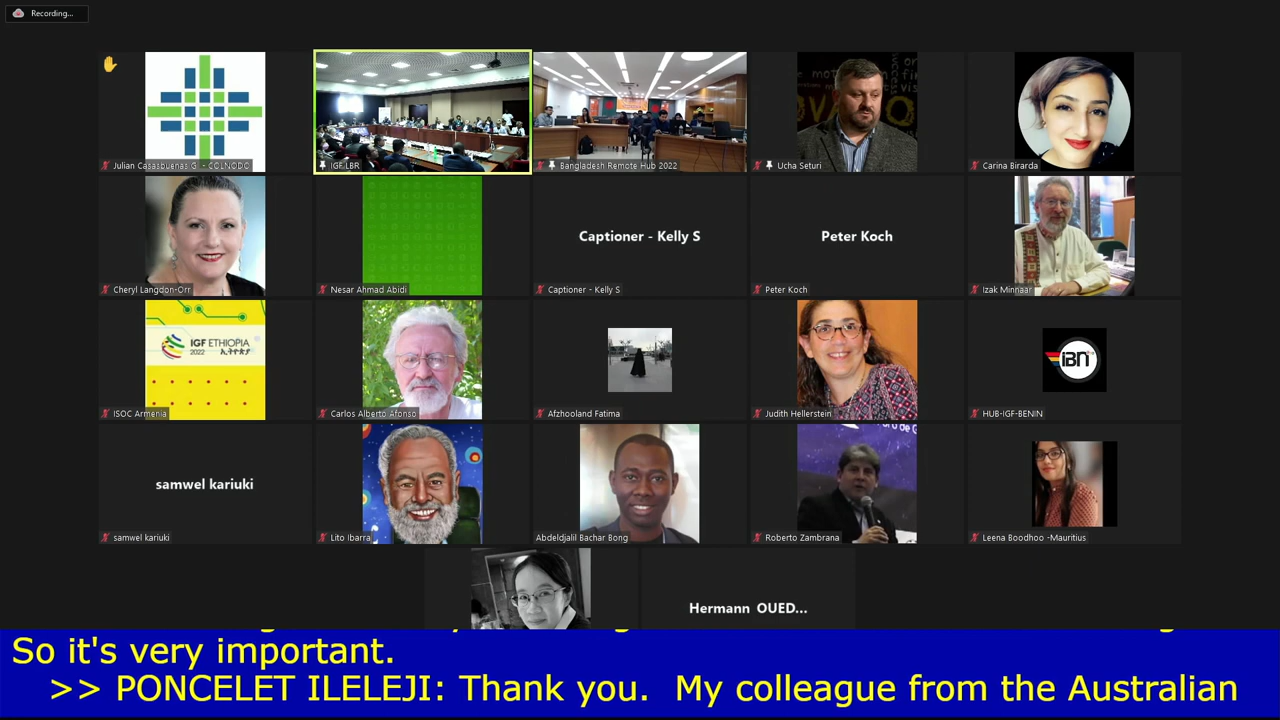 Recording...
Julian Casasbuenas G. - COLNODO
IGF LBR
Bangladesh Remote Hub 2022
Ucha Seturi
Carina Birarda
Captioner - Kelly S
Peter Koch
Cheryl Langdon-Orr
Nesar Ahmad Abidi
Captioner - Kelly S
Peter Koch
Izak Minnaar
IGF ETHIOPIA
2022 ኢትዮጵያ
iBN
ISOC Armenia
Carlos Alberto Afonso
Afzhooland Fatima
Judith Hellerstein
HUB-IGF-BENIN
samwel kariuki
samwel kariuki
Lito Ibarra
Abdeldjalil Bachar Bong
Roberto Zambrana
Leena Boodhoo -Mauritius
Hermann OUED...
So it's very important.
>> PONCELET ILELEJI: Thank you. My colleague from the Australian